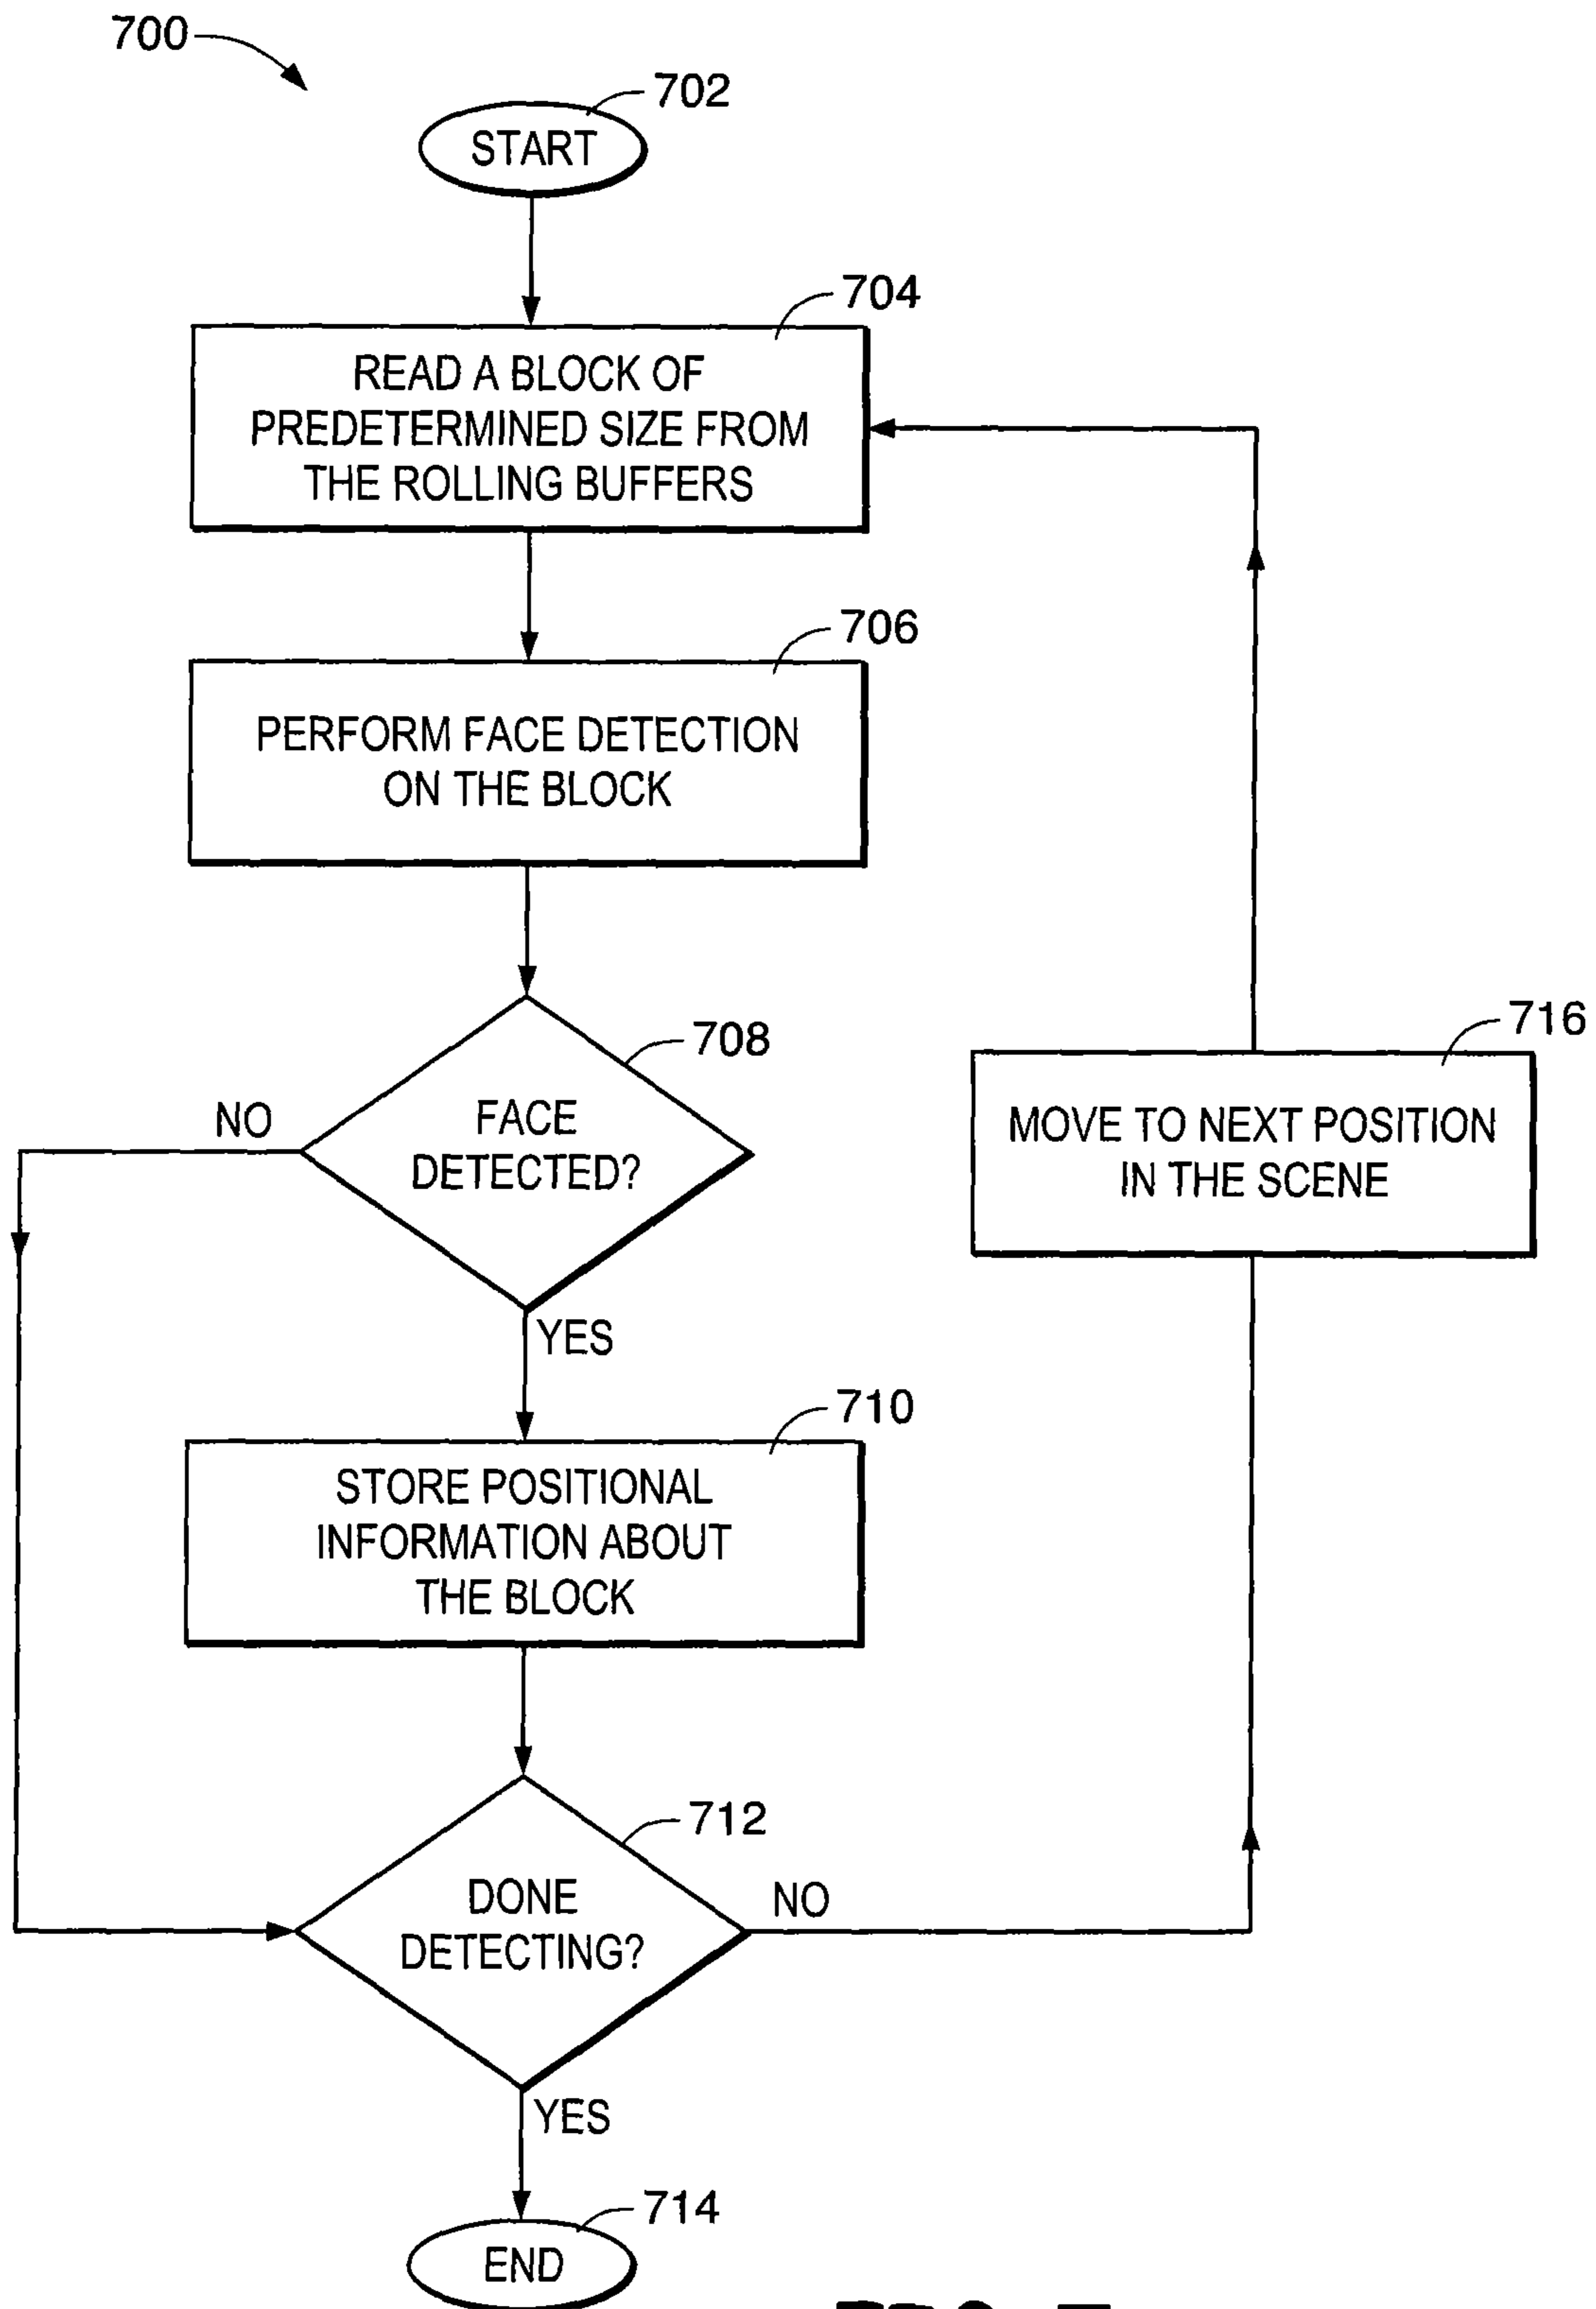 700
702
START
704
READ A BLOCK OF
PREDETERMINED SIZE FROM
THE ROLLING BUFFERS
706
PERFORM FACE DETECTION
ON THE BLOCK
708
NO
FACE
DETECTED?
YES
716
MOVE TO NEXT POSITION
IN THE SCENE
710
STORE POSITIONAL
INFORMATION ABOUT
THE BLOCK
712
DONE
DETECTING?
NO
YES
714
END